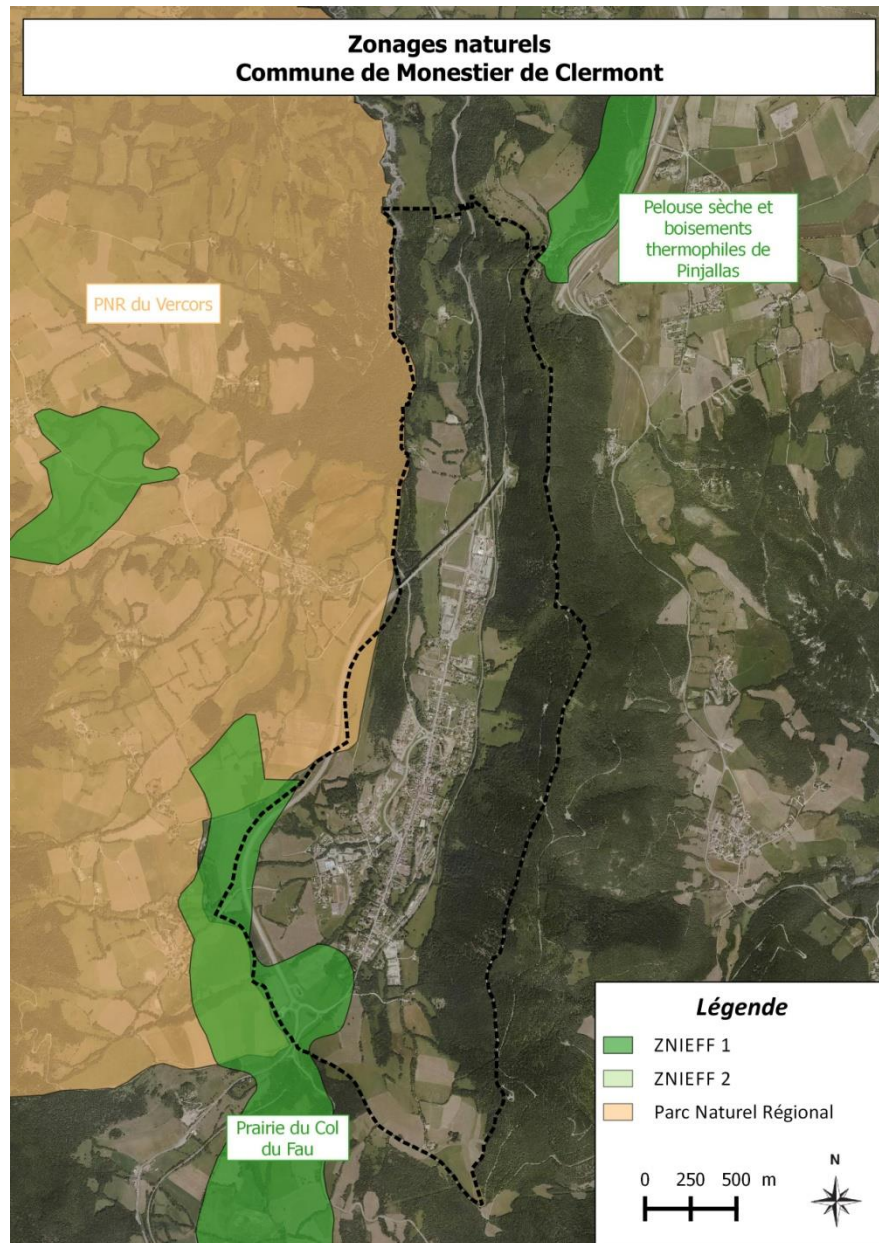 Zonages naturels
Commune de Monestier de Clermont
Pelouse sèche et
boisements
thermophiles de
Pinjallas
PNR du Vercors
Prairie du Col
du Fau
Légende
ZNIEFF 1
ZNIEFF 2
Parc Naturel Régional
0 250 500 m
N